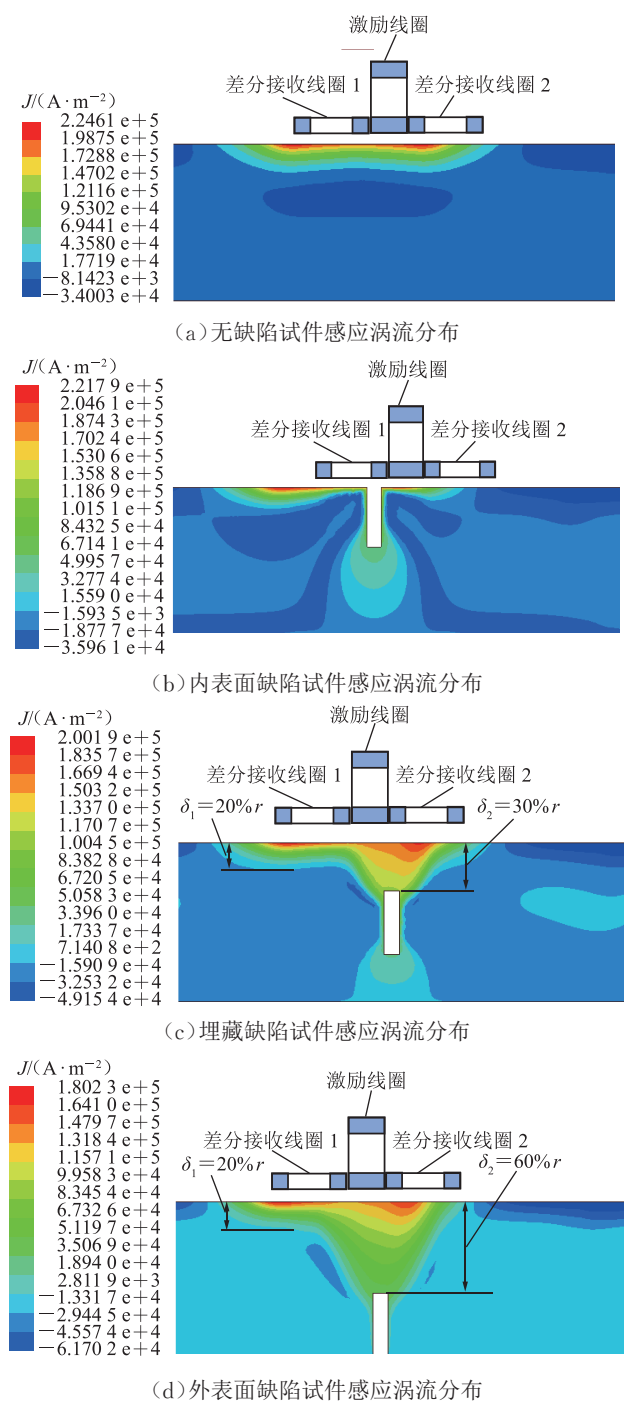 激励线圈
差分接收线圈 1
差分接收线圈 2
J/(A·m⁻²)
2.2461 e+5
1.9875 e+5
1.7288 e+5
1.4702 e+5
1.2116 e+5
9.5302 e+4
6.9441 e+4
4.3580 e+4
1.7719 e+4
−8.1423 e+3
−3.4003 e+4
(a)无缺陷试件感应涡流分布
激励线圈
J/(A·m⁻²)
差分接收线圈 1
差分接收线圈 2
2.217 9 e+5
2.046 1 e+5
1.874 3 e+5
1.702 4 e+5
1.530 6 e+5
1.358 8 e+5
1.186 9 e+5
1.015 1 e+5
8.432 5 e+4
6.714 1 e+4
4.995 7 e+4
3.277 4 e+4
1.559 0 e+4
−1.593 5 e+3
−1.877 7 e+4
−3.596 1 e+4
(b)内表面缺陷试件感应涡流分布
激励线圈
J/(A·m⁻²)
差分接收线圈 1
差分接收线圈 2
δ₁=20%r
δ₂=30%r
2.001 9 e+5
1.835 7 e+5
1.669 4 e+5
1.503 2 e+5
1.337 0 e+5
1.170 7 e+5
1.004 5 e+5
8.382 8 e+4
6.720 5 e+4
5.058 3 e+4
3.396 0 e+4
1.733 7 e+4
7.140 8 e+2
−1.590 9 e+4
−3.253 2 e+4
−4.915 4 e+4
(c)埋藏缺陷试件感应涡流分布
J/(A·m⁻²)
激励线圈
差分接收线圈 1
差分接收线圈 2
δ₁=20%r
δ₂=60%r
1.802 3 e+5
1.641 0 e+5
1.479 7 e+5
1.318 4 e+5
1.157 1 e+5
9.958 3 e+4
8.345 4 e+4
6.732 6 e+4
5.119 7 e+4
3.506 9 e+4
1.894 0 e+4
2.811 9 e+3
−1.331 7 e+4
−2.944 5 e+4
−4.557 4 e+4
−6.170 2 e+4
(d)外表面缺陷试件感应涡流分布